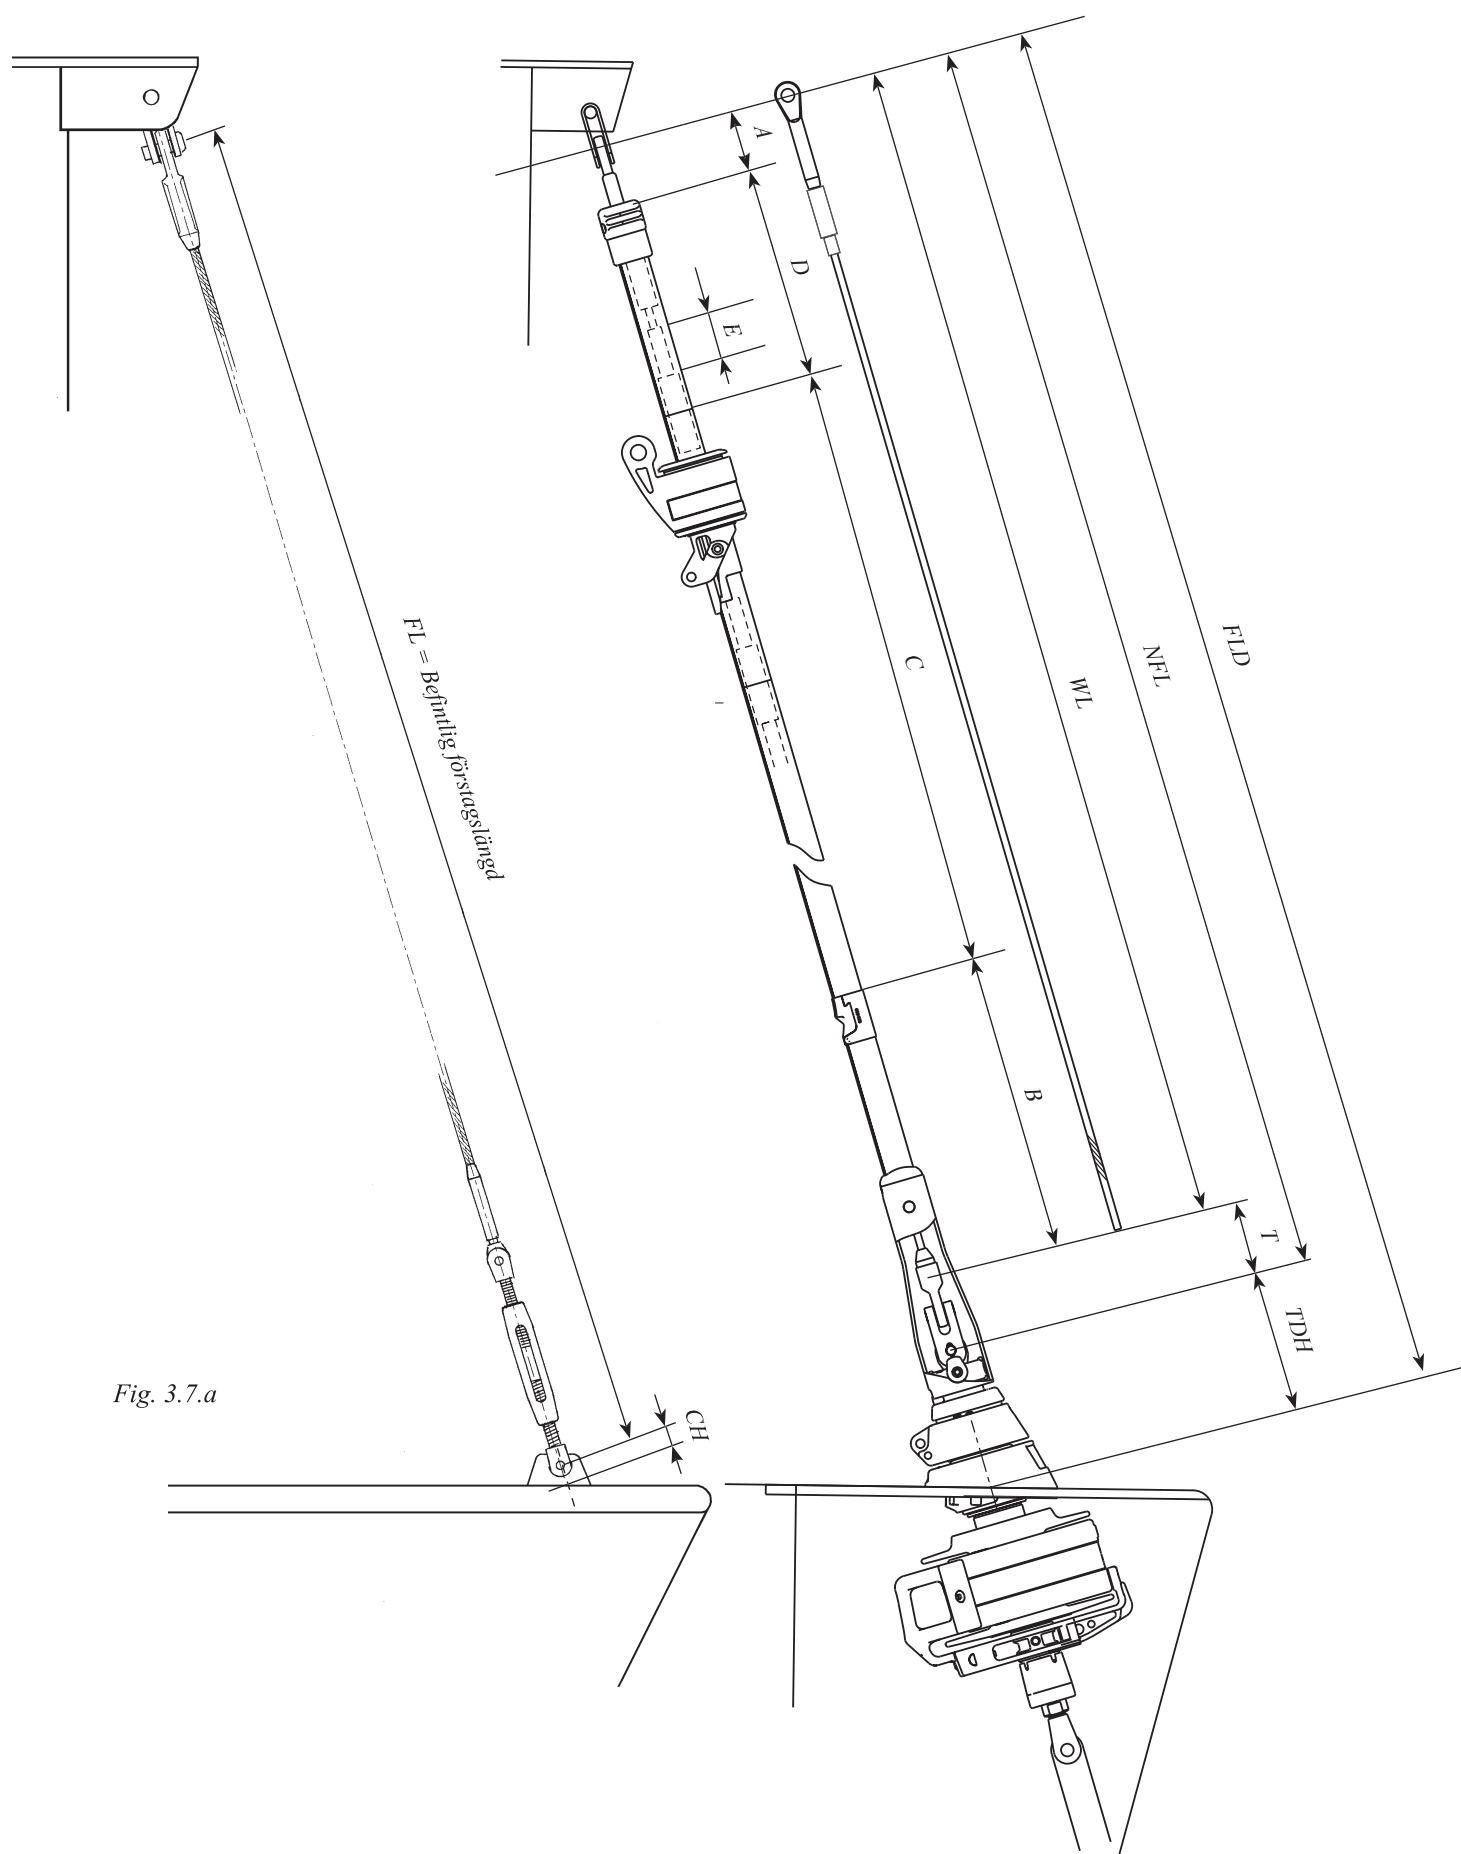 A
D
E
FLD
NFL
WL
C
FL = Befintlig förstagslängd
B
T
TDH
Fig. 3.7.a
CH